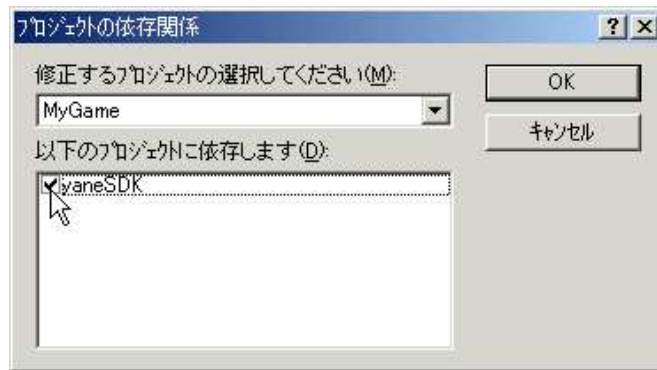 ﾌﾟﾛｼﾞｪｸﾄの依存関係
修正するﾌﾟﾛｼﾞｪｸﾄの選択してください(M):
MyGame
以下のﾌﾟﾛｼﾞｪｸﾄに依存します(D):
yaneSDK
OK
ｷｬﾝｾﾙ